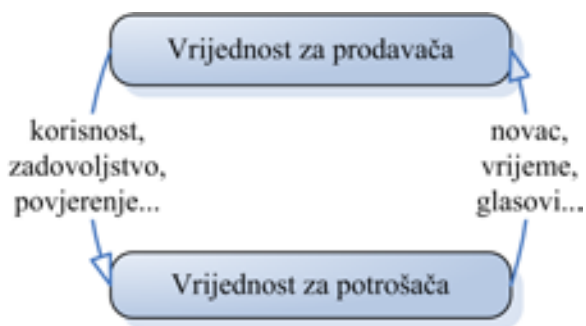 Vrijednost za prodavača
korisnost,
zadovoljstvo,
povjerenje...
novac,
vrijeme,
glasovi...
Vrijednost za potrošača